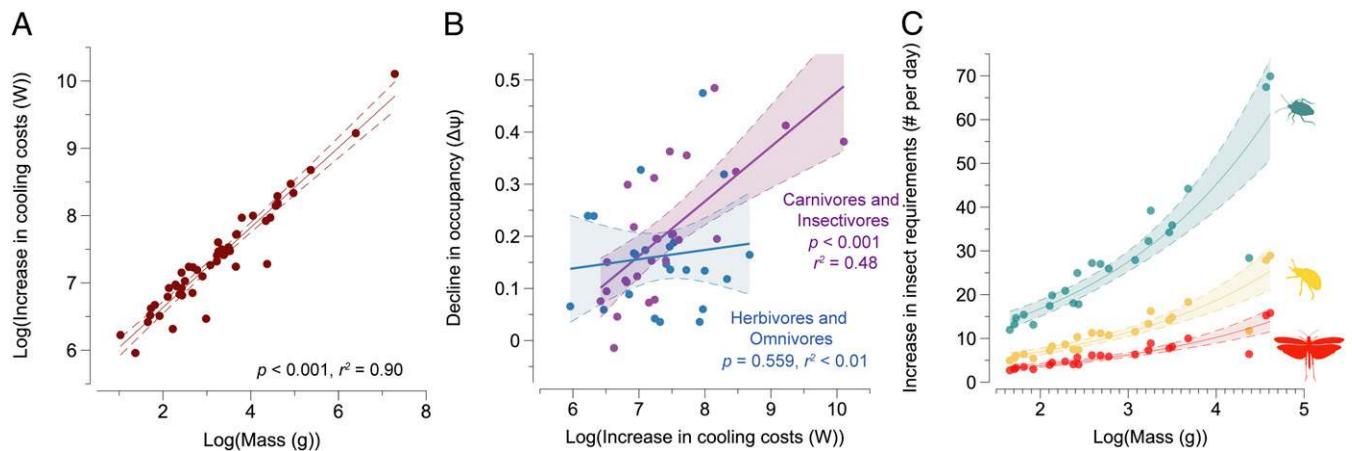 A
Log(Increase in cooling costs (W))
10
9
8
7
6
p < 0.001, r² = 0.90
2
4
6
8
Log(Mass (g))
B
Decline in occupancy (Δψ)
0.5
0.4
0.3
0.2
0.1
0
Carnivores and
Insectivores
p < 0.001
r² = 0.48
Herbivores and
Omnivores
p = 0.559, r² < 0.01
6
7
8
9
10
Log(Increase in cooling costs (W))
C
Increase in insect requirements (# per day)
70
60
50
40
30
20
10
0
2
3
4
5
Log(Mass (g))